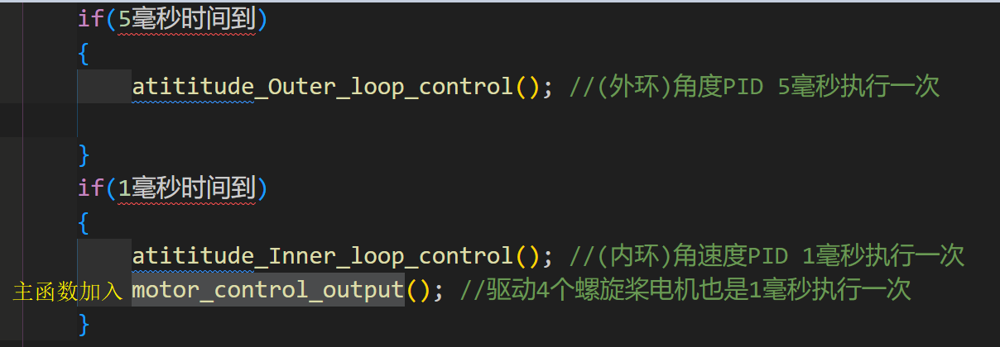 if(5毫秒时间到)
{
atititude_Outer_loop_control(); //(外环)角度PID 5毫秒执行一次
}
if(1毫秒时间到)
{
atititude_Inner_loop_control(); //(内环)角速度PID 1毫秒执行一次
主函数加入 motor_control_output(); //驱动4个螺旋桨电机也是1毫秒执行一次
}